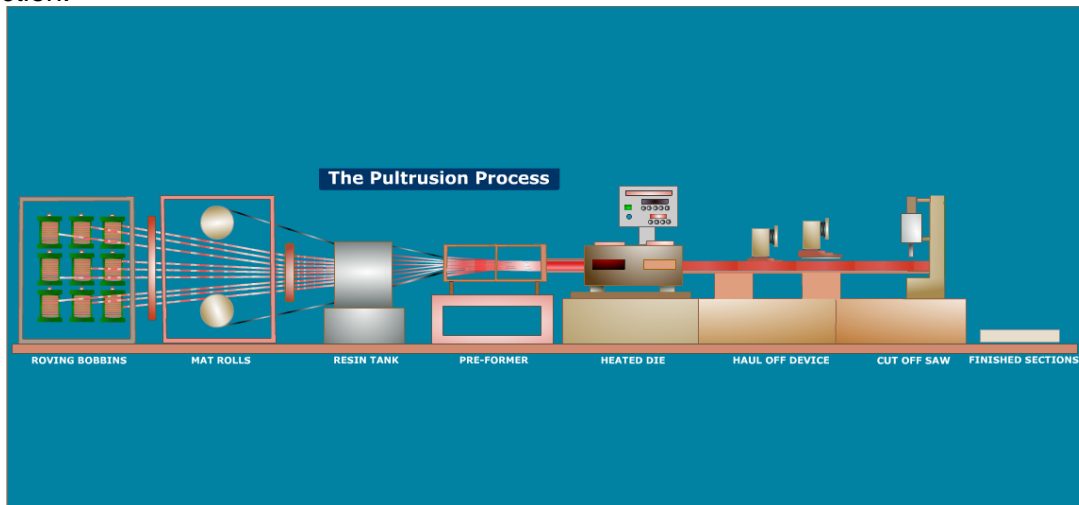 The Pultrusion Process
ROVING BOBBINS MAT ROLLS RESIN TANK PRE-FORMER HEATED DIE HAUL OFF DEVICE CUT OFF SAW FINISHED SECTIONS